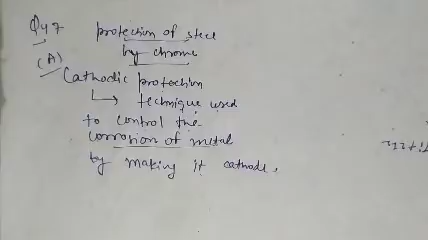 Q47 protection of steel
by chrome
(A)
Cathodic protection
↳ technique used
to control the
corrosion of metal
by making it cathode.